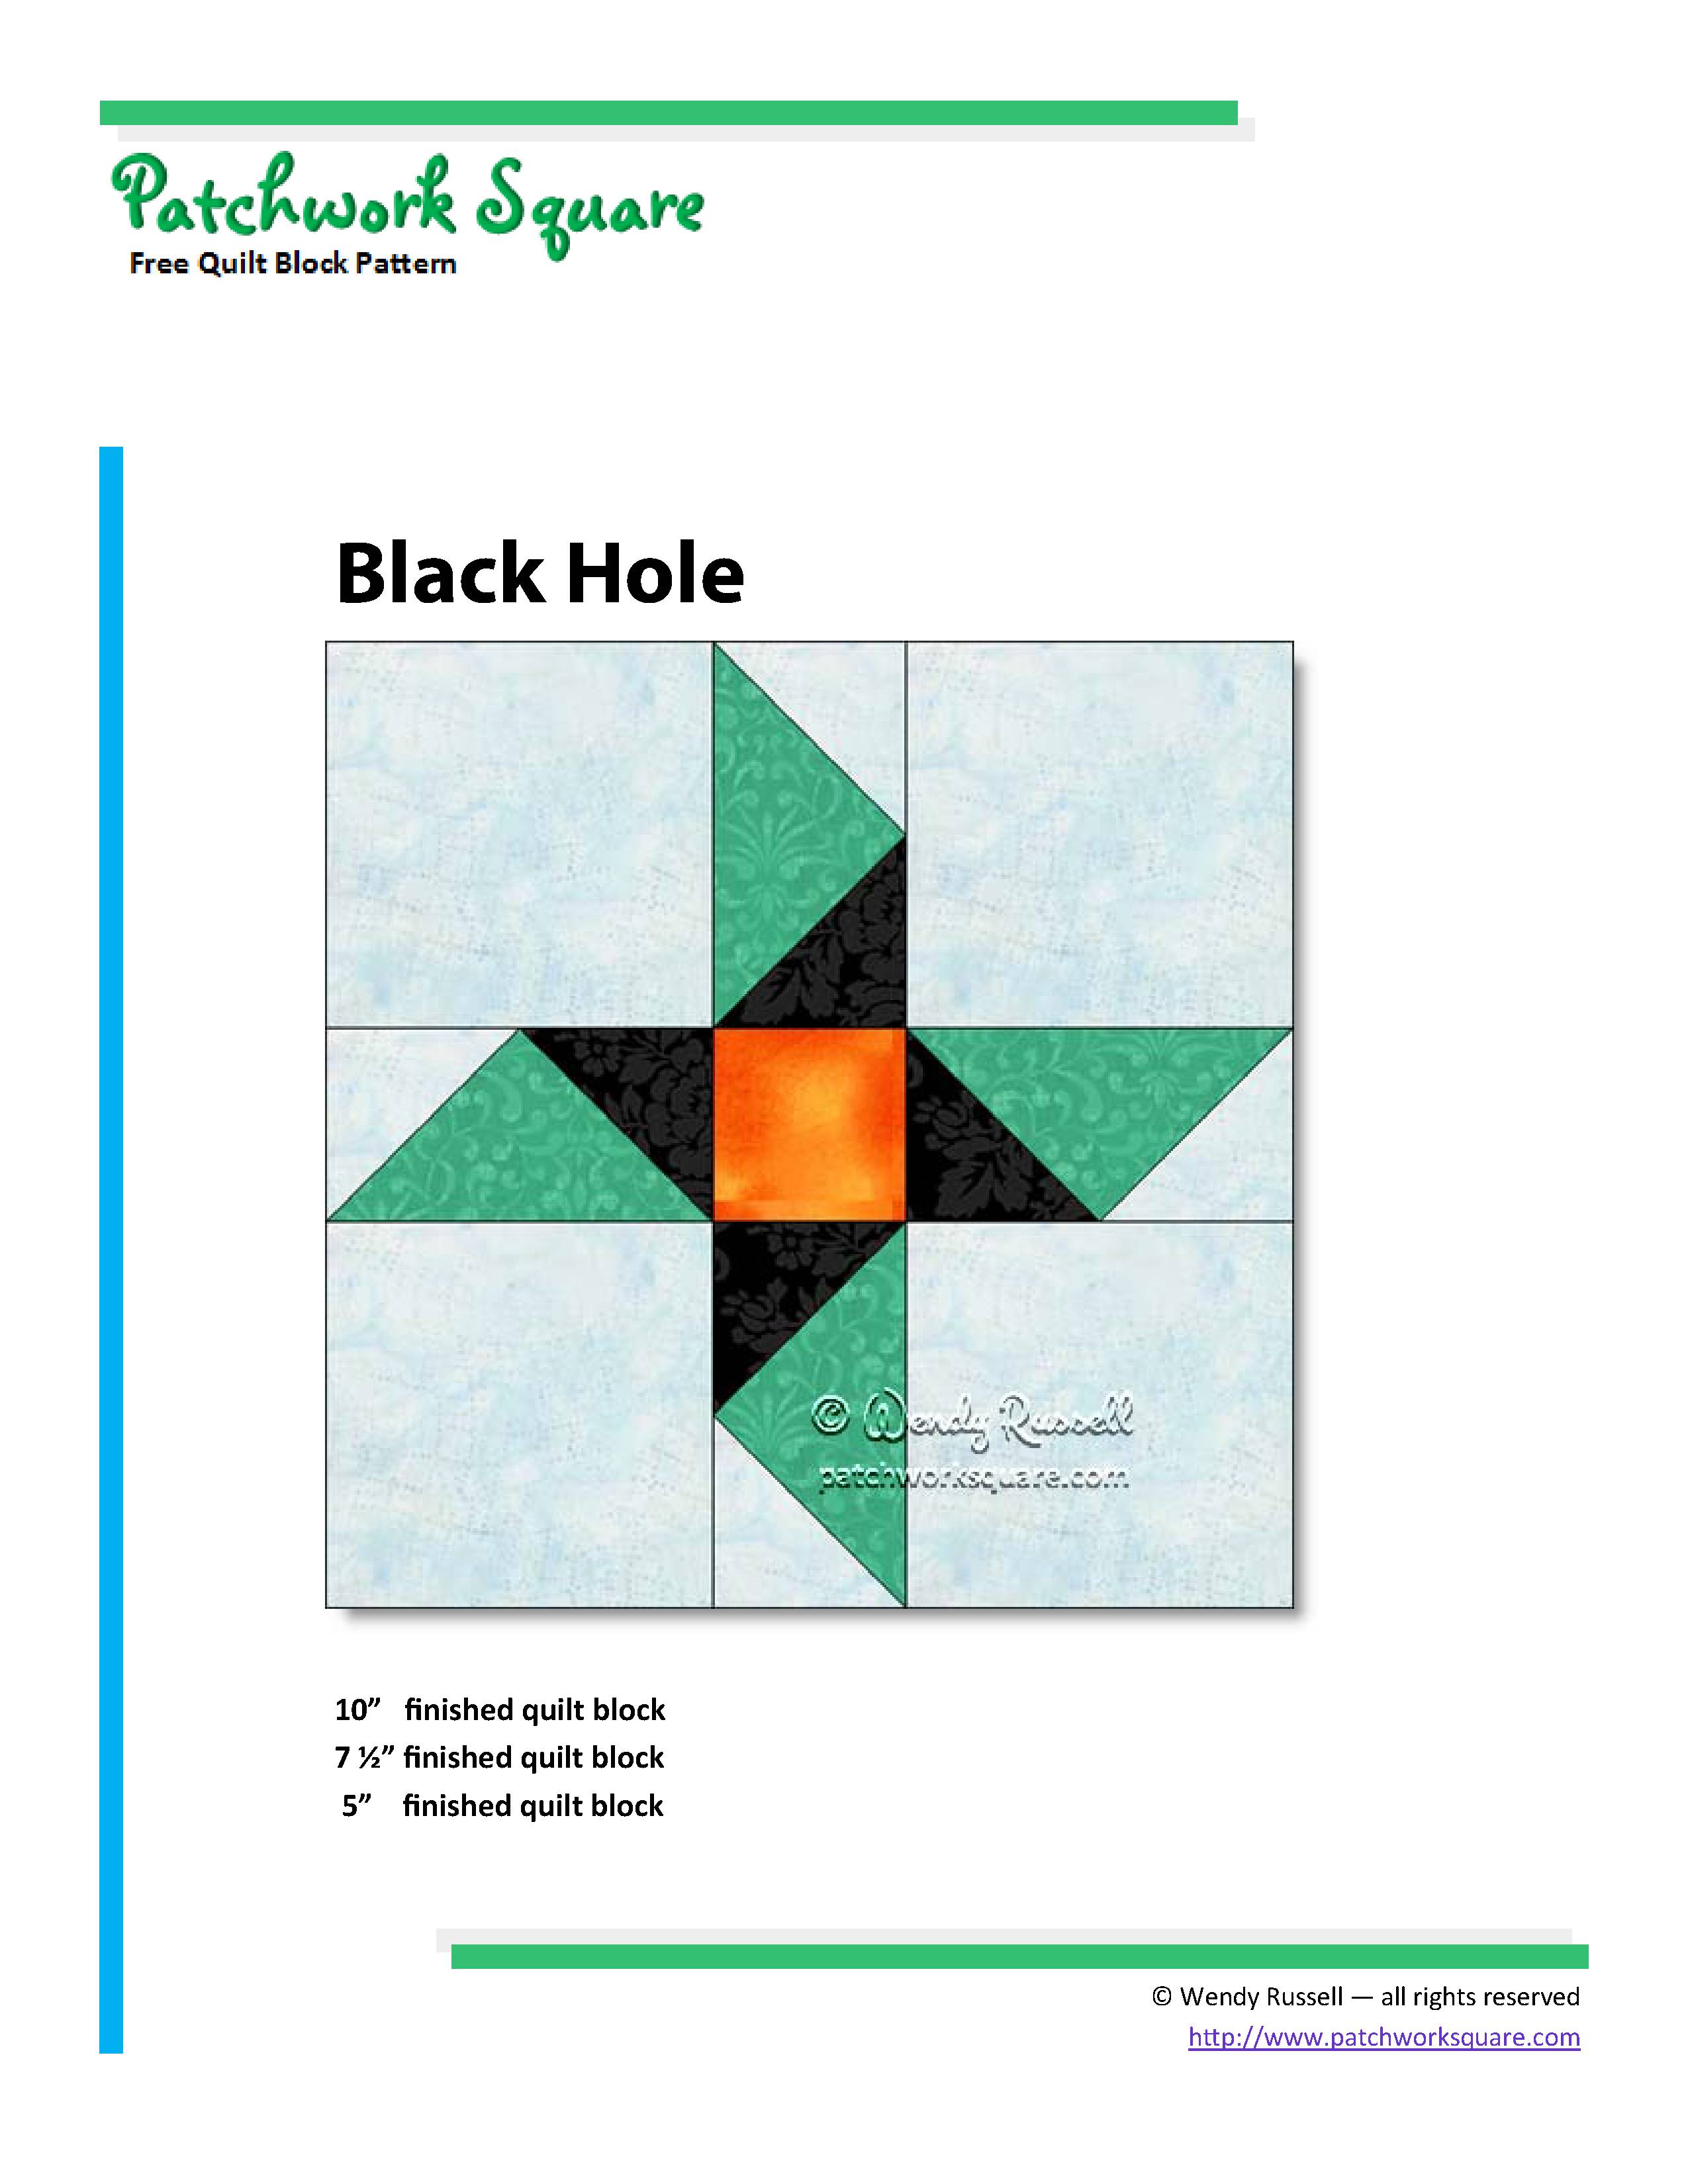 Patchwork Square
Free Quilt Block Pattern
Black Hole
© Wendy Russell
patchworksquare.com
10” finished quilt block
7 ½” finished quilt block
5” finished quilt block
© Wendy Russell — all rights reserved
http://www.patchworksquare.com